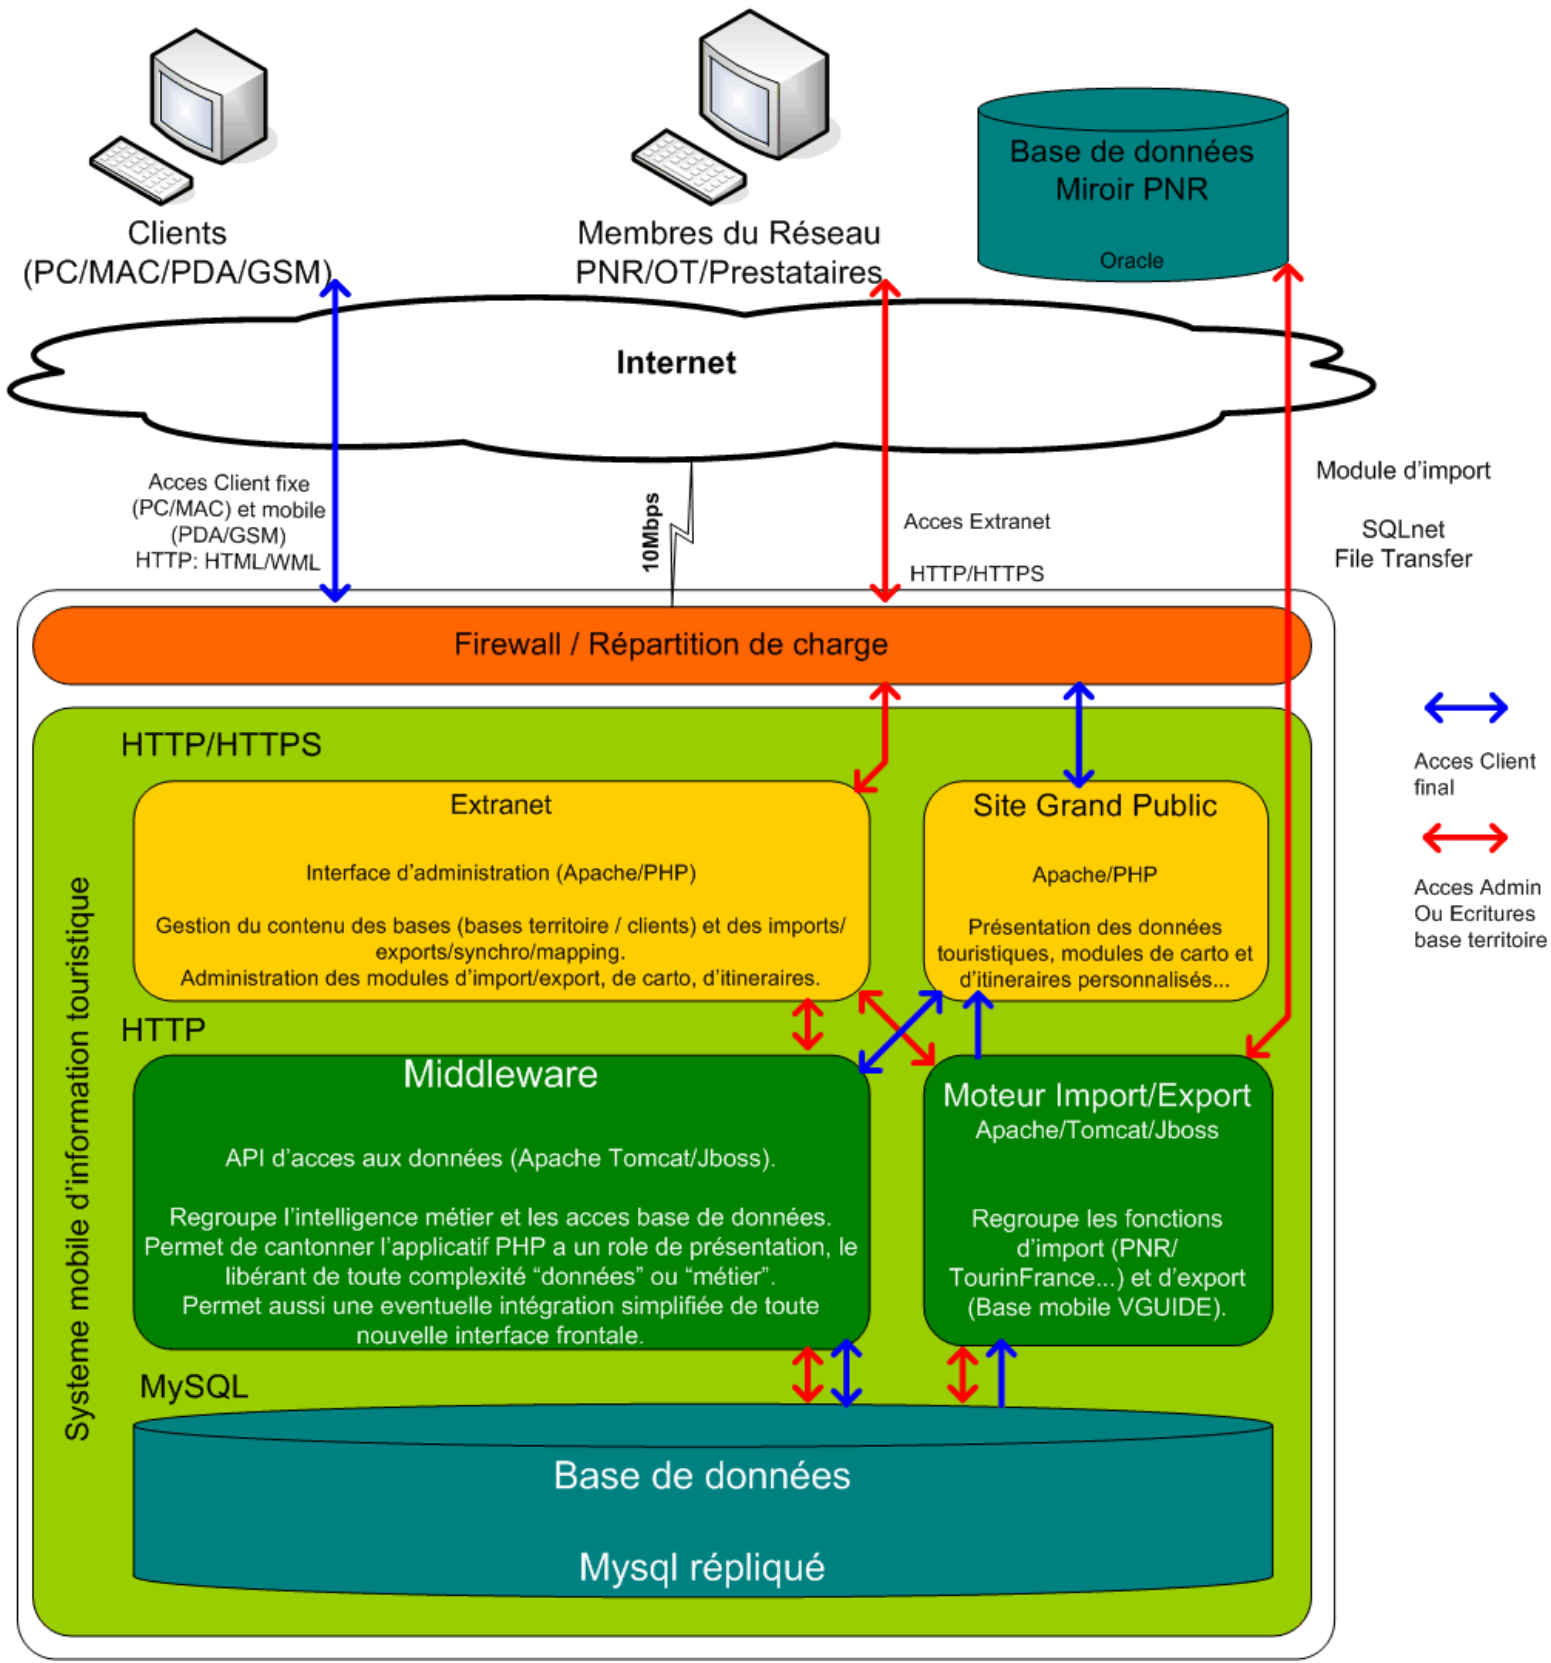 Clients
(PC/MAC/PDA/GSM)
Membres du Réseau
PNR/OT/Prestataires
Base de données
Miroir PNR
Oracle
Internet
Acces Client fixe
(PC/MAC) et mobile
(PDA/GSM)
HTTP: HTML/WML
10Mbps
Acces Extranet
HTTP/HTTPS
Module d'import
SQLnet
File Transfer
Firewall / Répartition de charge
Acces Client
final
Acces Admin
Ou Ecritures
base territoire
Systeme mobile d'information touristique
HTTP/HTTPS
Extranet
Interface d'administration (Apache/PHP)
Gestion du contenu des bases (bases territoire / clients) et des imports/
exports/synchro/mapping.
Administration des modules d'import/export, de carto, d'itineraires.
Site Grand Public
Apache/PHP
Présentation des données
touristiques, modules de carto et
d'itineraires personnalisés...
HTTP
Middleware
API d'acces aux données (Apache Tomcat/Jboss).
Regroupe l'intelligence métier et les acces base de données.
Permet de cantonner l'applicatif PHP a un role de présentation, le
libérant de toute complexité “données” ou “métier”.
Permet aussi une eventuelle intégration simplifiée de toute
nouvelle interface frontale.
Moteur Import/Export
Apache/Tomcat/Jboss
Regroupe les fonctions
d'import (PNR/
TourinFrance...) et d'export
(Base mobile VGUIDE).
MySQL
Base de données
Mysql répliqué